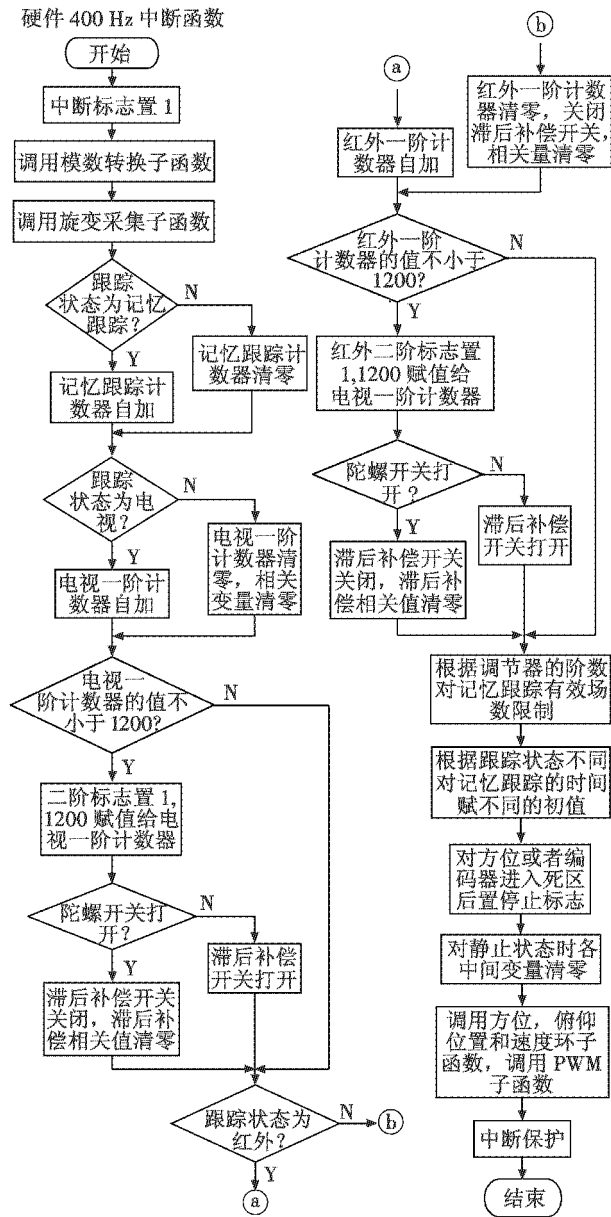 硬件 400 Hz 中断函数
开始
中断标志置 1
调用模数转换子函数
调用旋变采集子函数
跟踪
状态为记忆
跟踪?
N
Y
记忆跟踪计
数器清零
记忆跟踪计
数器自加
跟踪
状态为电
视?
N
Y
电视一阶
计数器清
零，相关
变量清零
电视一阶计
数器自加
电视一
阶计数器的值不
小于 1200?
N
Y
二阶标志置 1,
1200 赋值给电
视一阶计数器
陀螺开关打
开?
N
Y
滞后补偿
开关打开
滞后补偿开关
关闭，滞后补
偿相关值清零
跟踪状态为
红外?
N
b
Y
a
a
红外一阶计
数器自加
b
红外一阶计数
器清零，关闭
滞后补偿开关，
相关量清零
红外一阶
计数器的值不小于
1200?
N
Y
红外二阶标志置
1,1200 赋值给
电视一阶计数器
陀螺开关打
开?
N
Y
滞后补偿
开关打开
滞后补偿开关
关闭，滞后补
偿相关值清零
根据调节器的阶数
对记忆跟踪有效场
数限制
根据跟踪状态不同
对记忆跟踪的时间
赋不同的初值
对方位或者编
码器进入死区
后置停止标志
对静止状态时各
中间变量清零
调用方位，俯仰
位置和速度环子
函数，调用 PWM
子函数
中断保护
结束